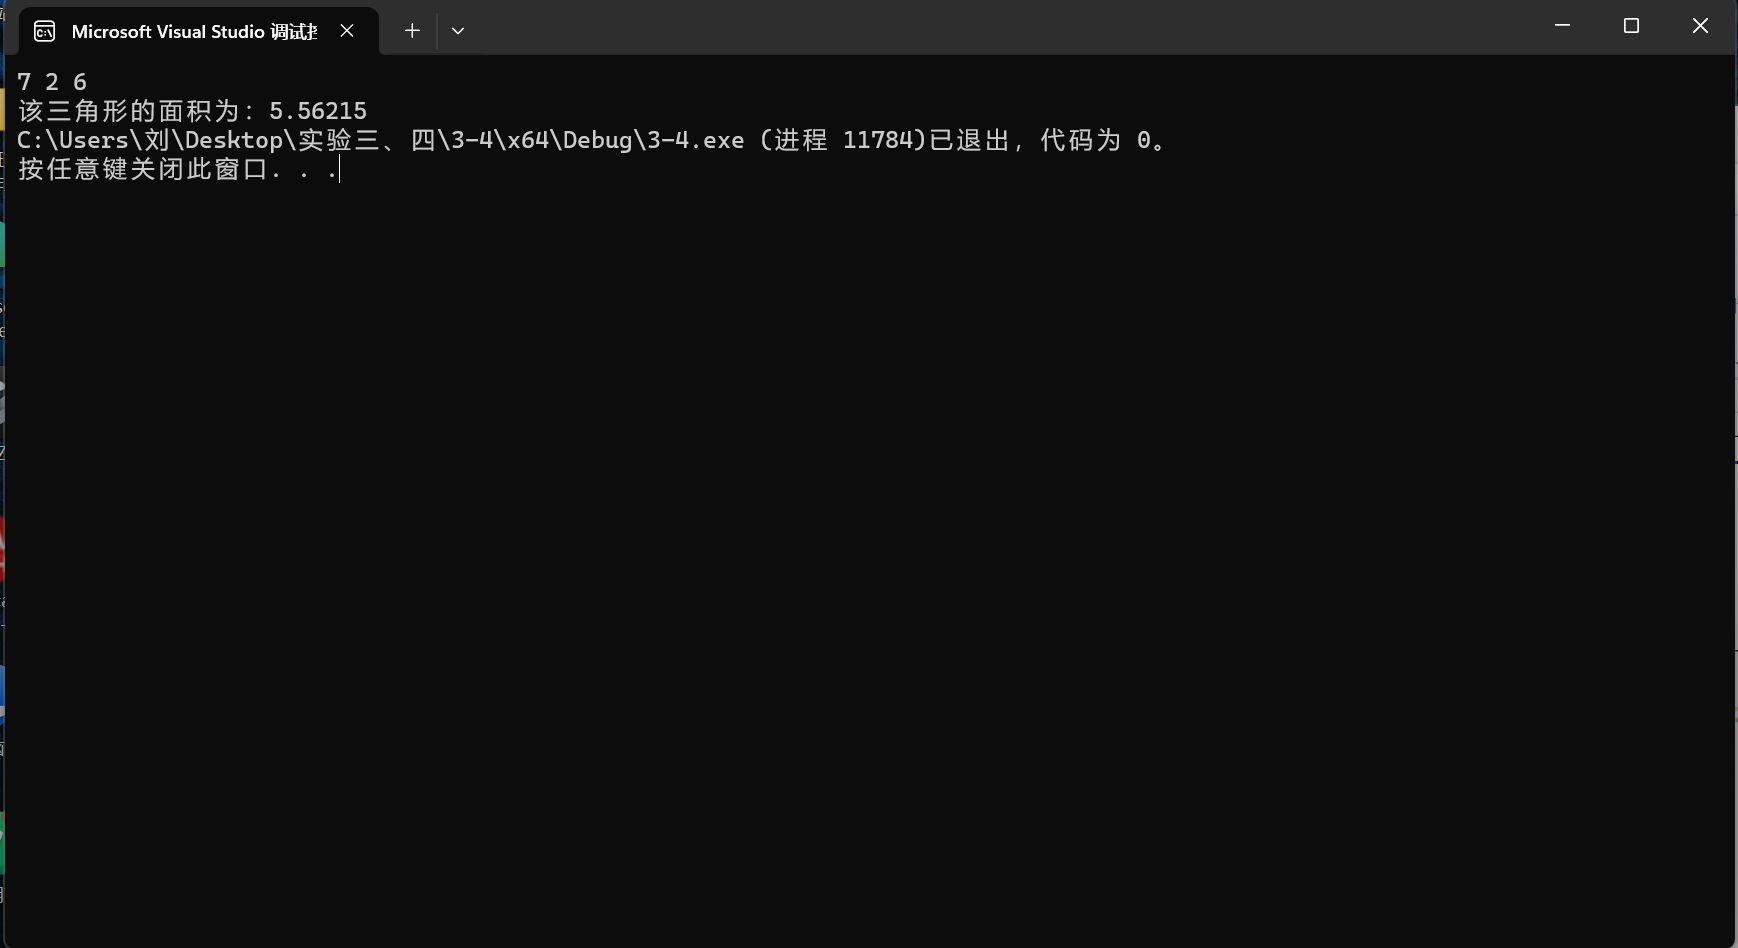 Microsoft Visual Studio 调试
7 2 6
该三角形的面积为：5.56215
C:\Users\刘\Desktop\实验三、四\3-4\x64\Debug\3-4.exe (进程 11784)已退出，代码为 0。
按任意键关闭此窗口. . .